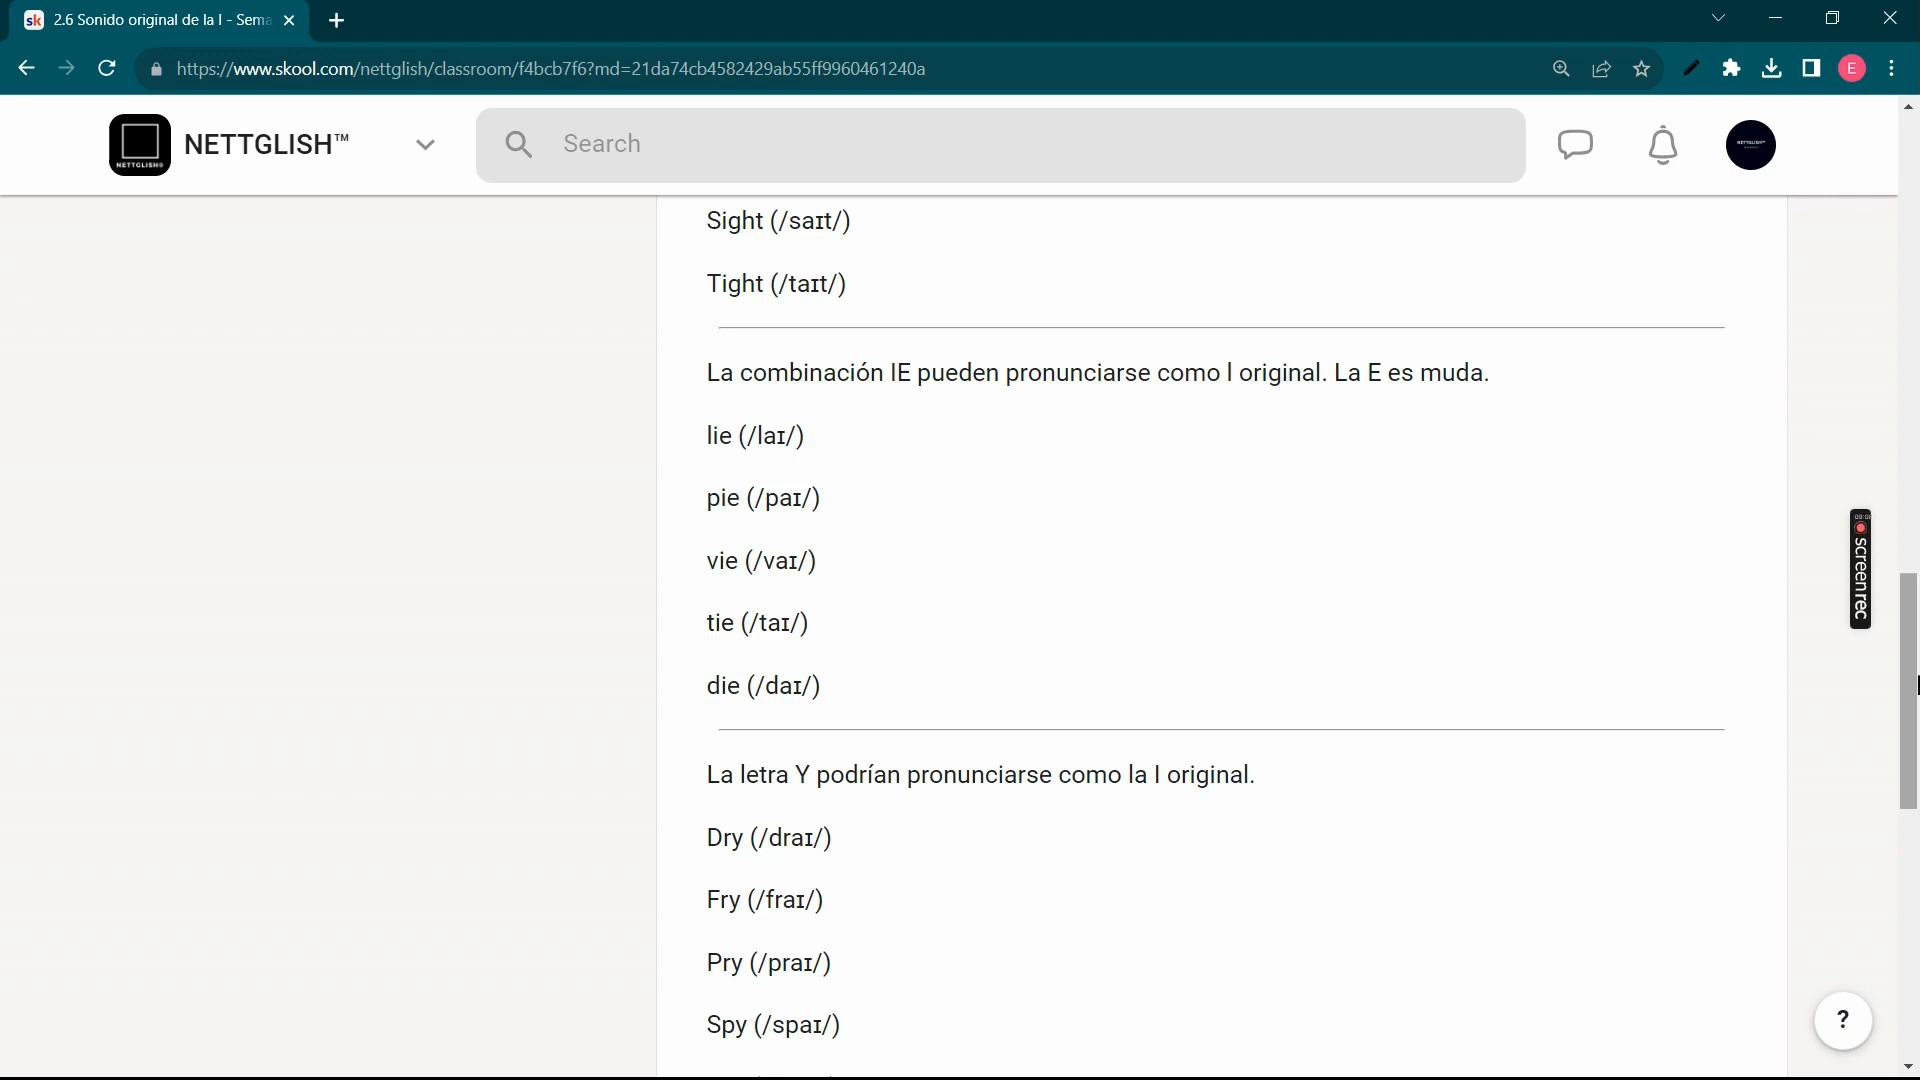 sk 2.6 Sonido original de la I - Sema
https://www.skool.com/nettglish/classroom/f4bcb7f6?md=21da74cb4582429ab55ff9960461240a
E
NETTGLISH™
NETTGLISH®
Search
Sight (/saɪt/)
Tight (/taɪt/)
La combinación IE pueden pronunciarse como I original. La E es muda.
lie (/laɪ/)
pie (/paɪ/)
vie (/vaɪ/)
tie (/taɪ/)
die (/daɪ/)
La letra Y podrían pronunciarse como la I original.
Dry (/draɪ/)
Fry (/fraɪ/)
Pry (/praɪ/)
Spy (/spaɪ/)
screenrec
?